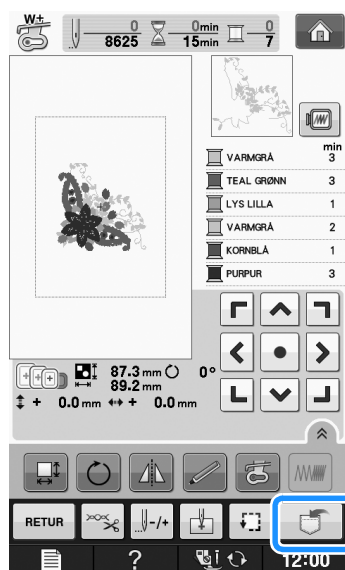 W+
0
8625
0min
15min
0
7
min
VARMGRÅ 3
TEAL GRØNN 3
LYS LILLA 1
VARMGRÅ 2
KORNBLÅ 1
PURPUR 3
87.3 mm 0°
89.2 mm
+ 0.0 mm + 0.0 mm
RETUR -/+
? 12:00